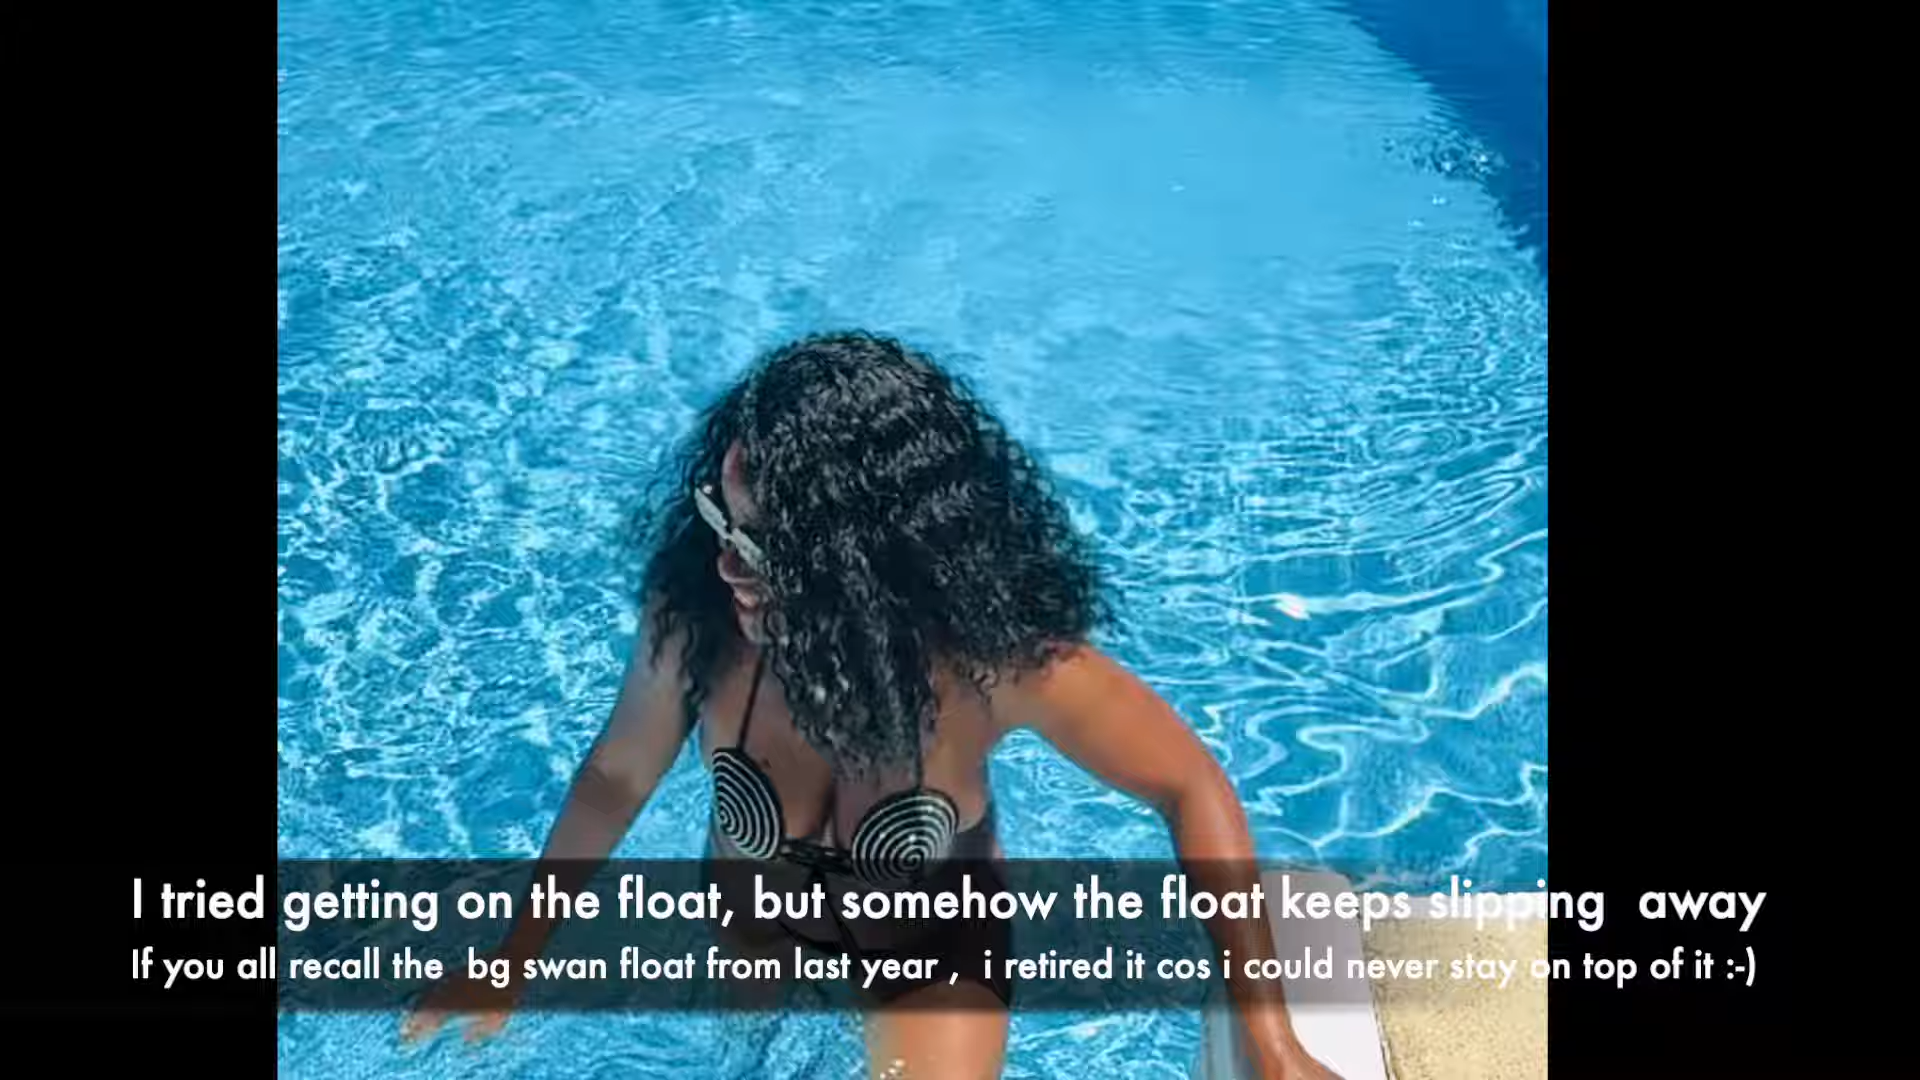 I tried getting on the float, but somehow the float keeps slipping  away
If you all recall the  bg swan float from last year ,  i retired it cos i could never stay on top of it :-)